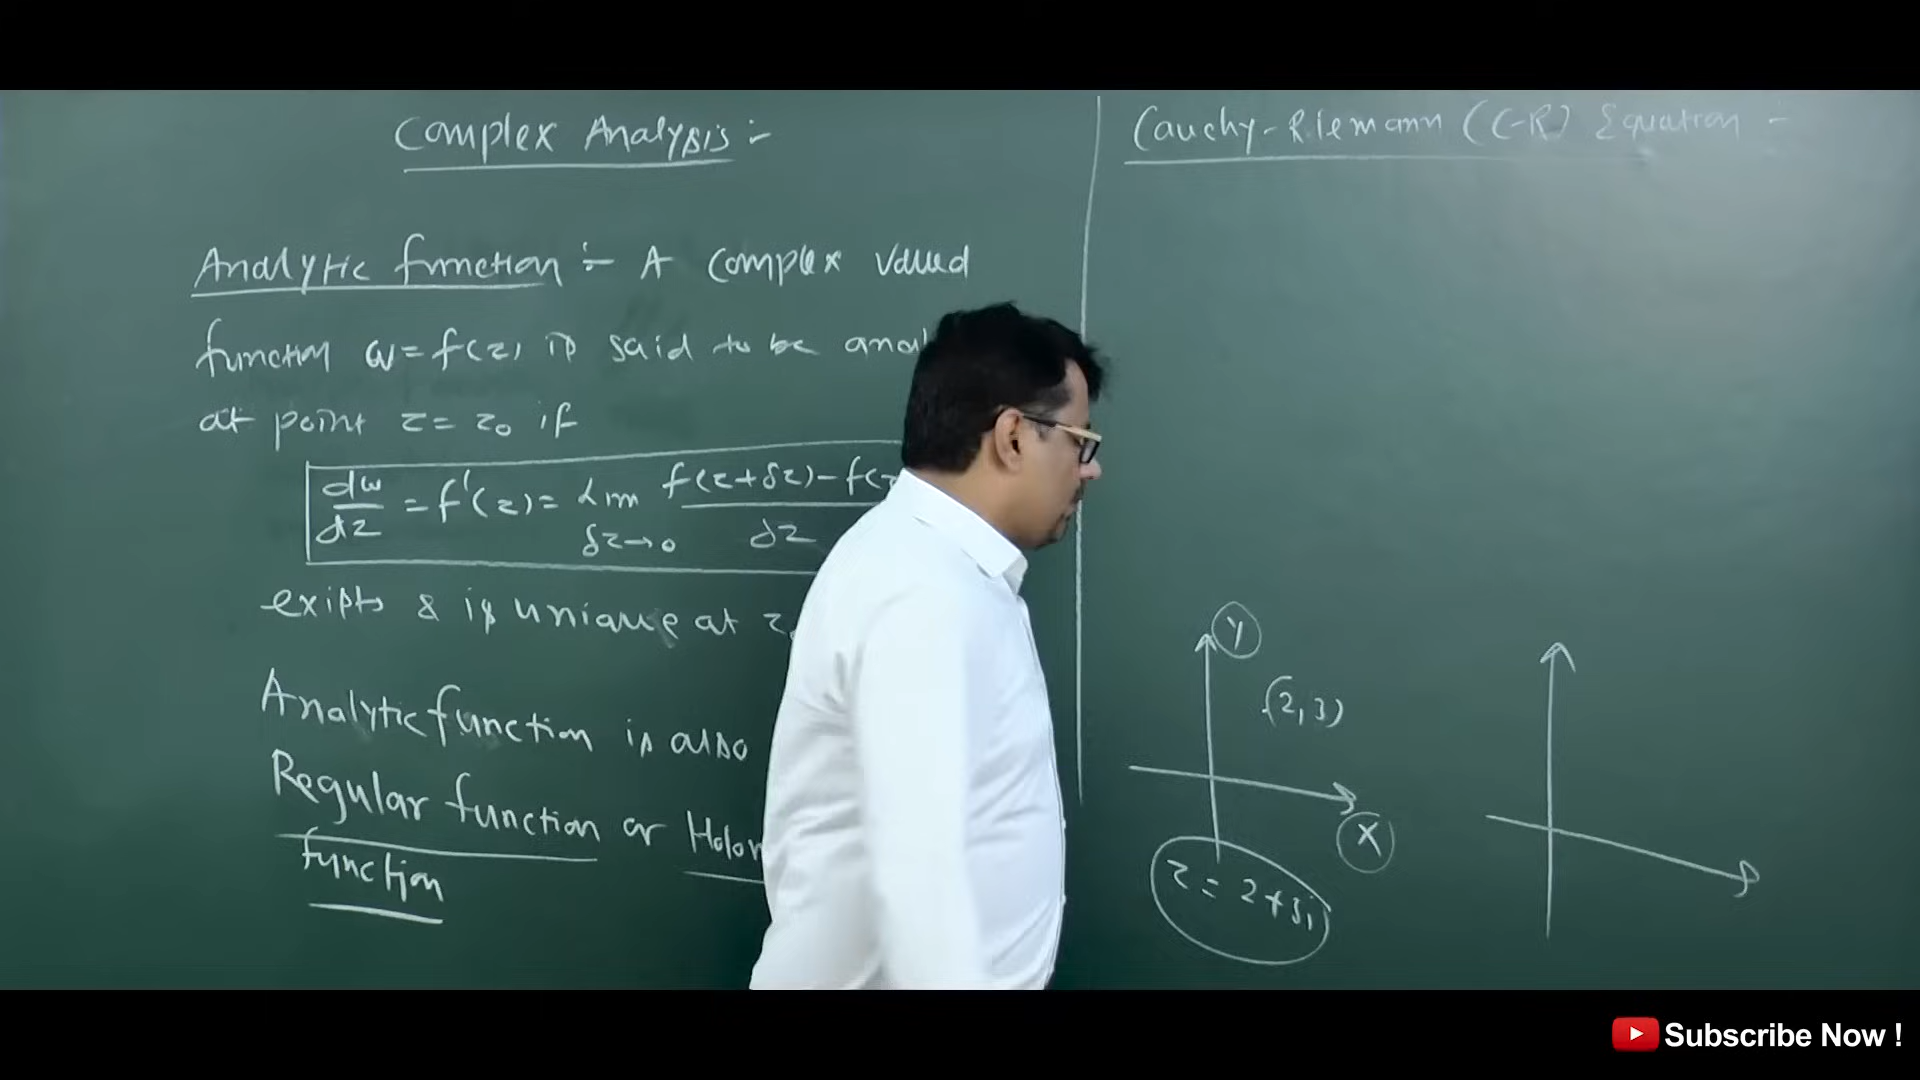 Complex Analysis :-
Analytic function :- A complex valued
function w = f(z) is said to be
at point z = z₀ if
dw/dz = f'(z) = Lim δz→0 f(z+δz) - f(z / δz
exists & is unique at z₀
Analytic function is also
Regular function or
function
Cauchy-Riemann (C-R) Equation :-
Y
(2,3)
X
z = 2+3i
Subscribe Now !